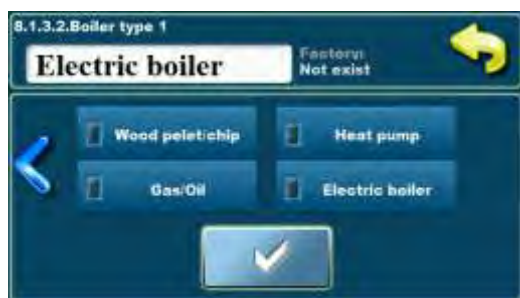 8.1.3.2.Boiler type 1
Electric boiler
Factory:
Not exist
Wood pelet/chip
Heat pump
Gas/Oil
Electric boiler